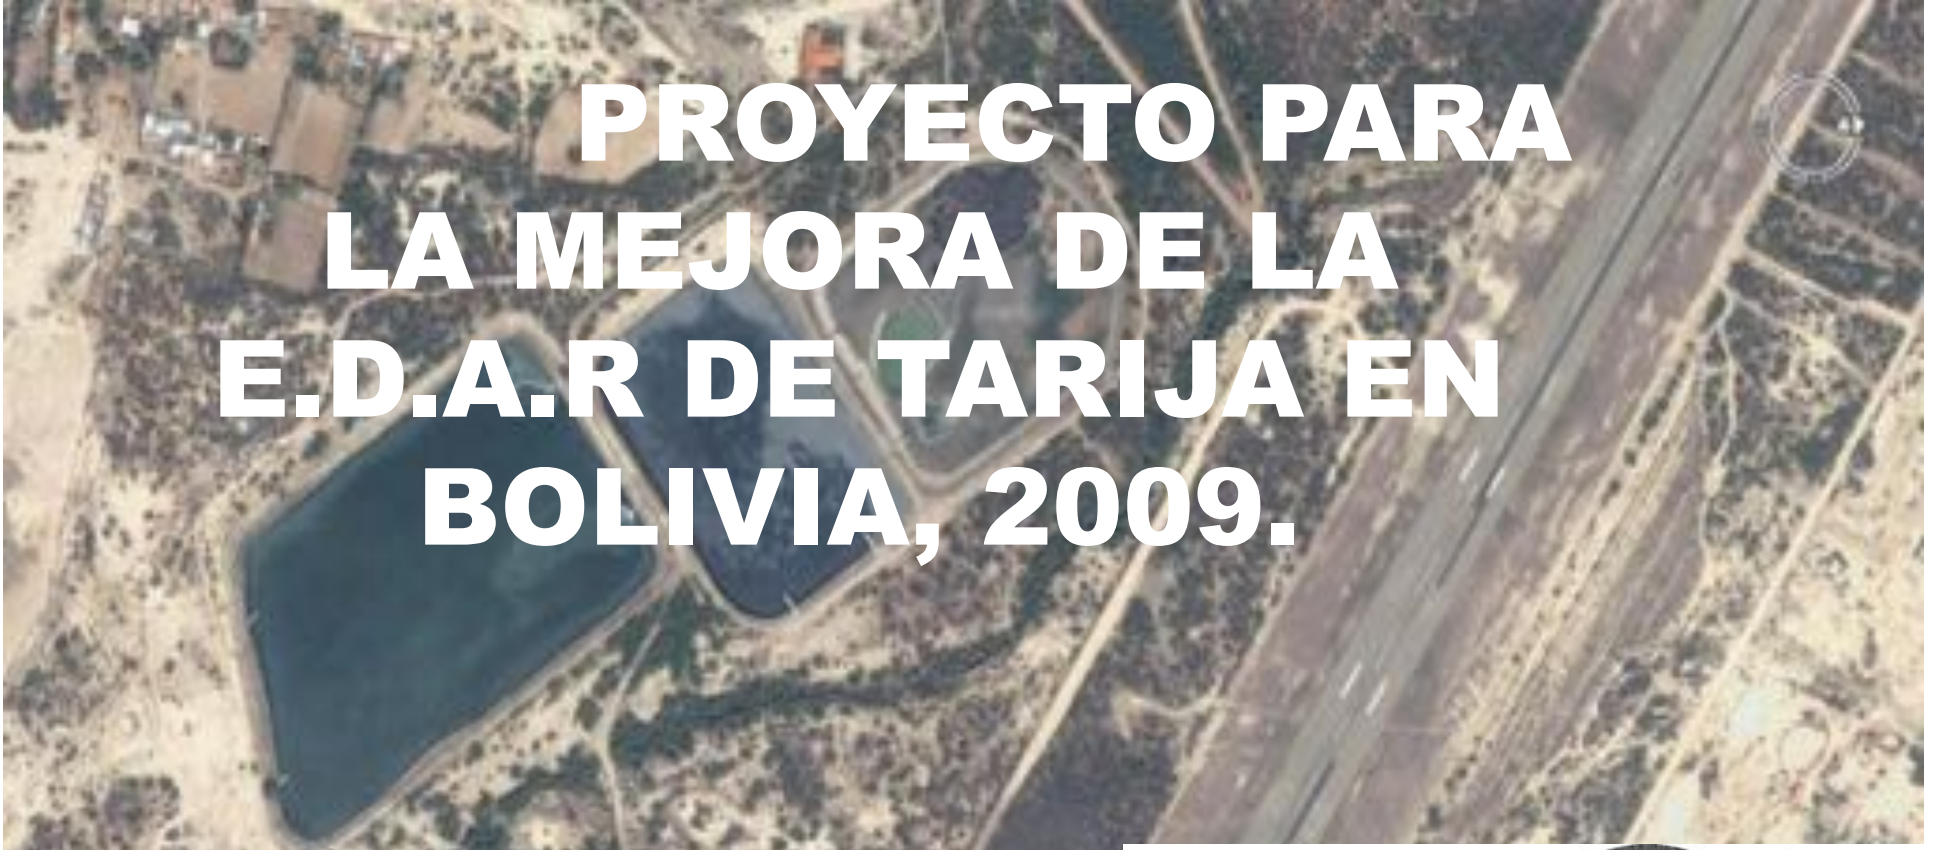 PROYECTO PARA
LA MEJORA DE LA
E.D.A.R DE TARIJA EN
BOLIVIA, 2009.